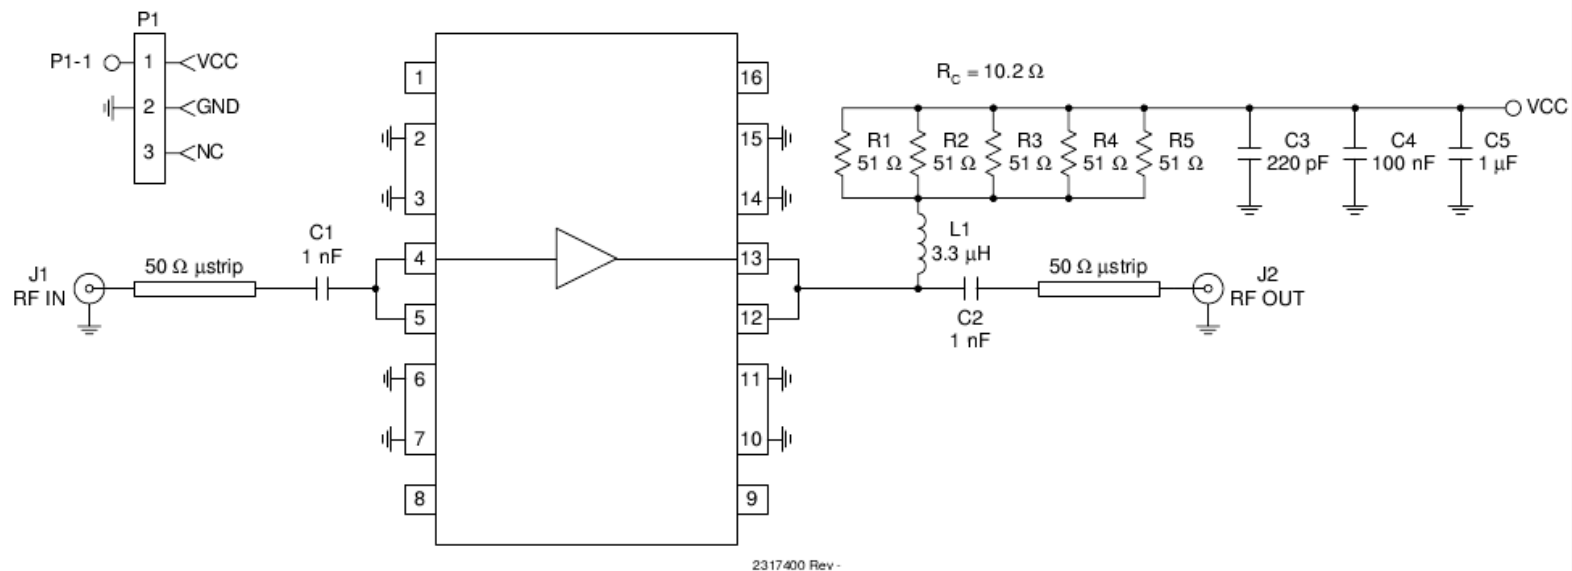 P1
P1-1
1
VCC
2
GND
3
NC
1
16
2
15
3
14
4
13
5
12
6
11
7
10
8
9
J1
RF IN
50 Ω μstrip
C1
1 nF
R_C = 10.2 Ω
VCC
R1
51 Ω
R2
51 Ω
R3
51 Ω
R4
51 Ω
R5
51 Ω
C3
220 pF
C4
100 nF
C5
1 μF
L1
3.3 μH
C2
1 nF
50 Ω μstrip
J2
RF OUT
2317400 Rev -